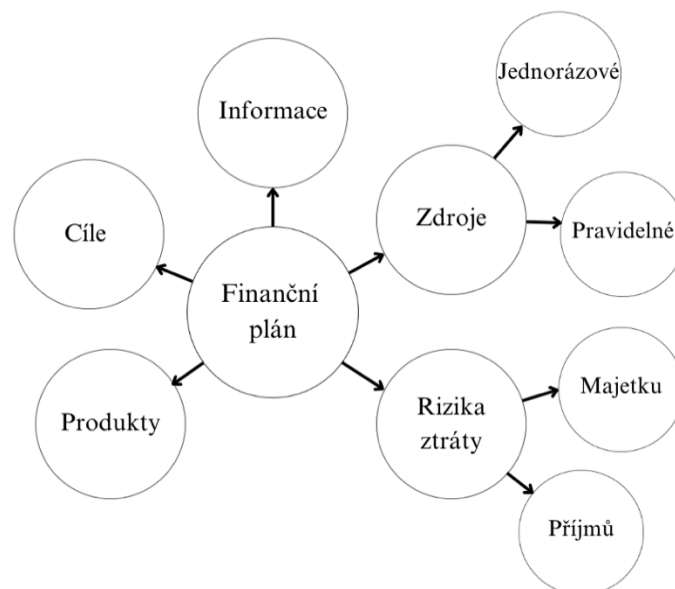 Jednorázové
Informace
Zdroje
Cíle
Pravidelné
Finanční
plán
Majetku
Produkty
Rizika
ztráty
Příjmů